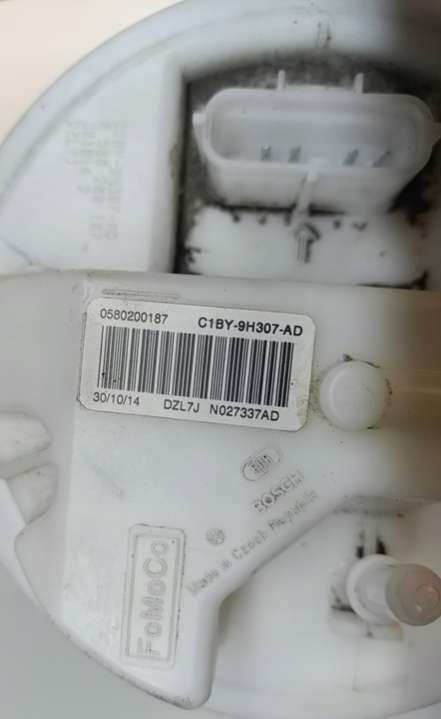 0580200187 C1BY-9H307-AD
30/10/14 DZL7J N027337AD
BOSCH
Made in Czech Republic
FoMoCo